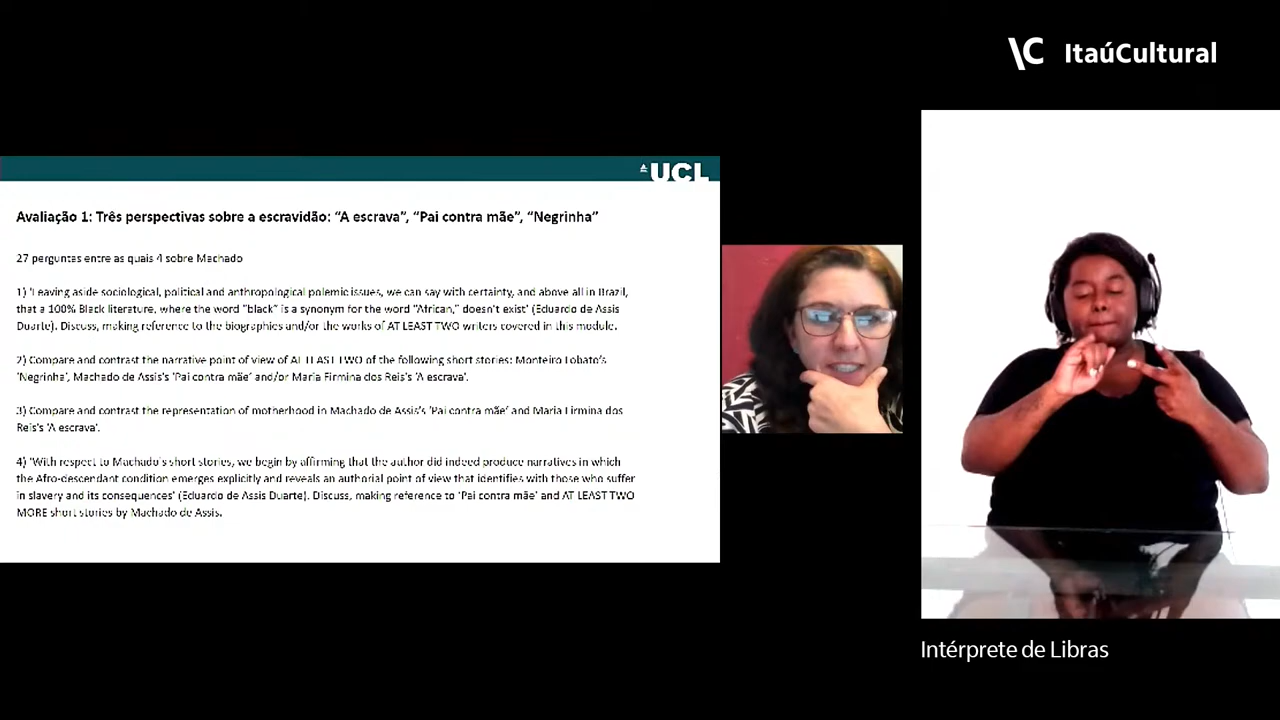 \C ItaúCultural
UCL
Avaliação 1: Três perspectivas sobre a escravidão: “A escrava”, “Pai contra mãe”, “Negrinha”
27 perguntas entre as quais 4 sobre Machado
1) 'Leaving aside sociological, political and anthropological polemic issues, we can say with certainty, and above all in Brazil,
that a 100% Black literature, where the word “black” is a synonym for the word “African,” doesn't exist' (Eduardo de Assis
Duarte). Discuss, making reference to the biographies and/or the works of AT LEAST TWO writers covered in this module.
2) Compare and contrast the narrative point of view of AT LEAST TWO of the following short stories: Monteiro Lobato's
'Negrinha', Machado de Assis's 'Pai contra mãe' and/or Maria Firmina dos Reis's 'A escrava'.
3) Compare and contrast the representation of motherhood in Machado de Assis's 'Pai contra mãe' and Maria Firmina dos
Reis's 'A escrava'.
4) 'With respect to Machado's short stories, we begin by affirming that the author did indeed produce narratives in which
the Afro-descendant condition emerges explicitly and reveals an authorial point of view that identifies with those who suffer
in slavery and its consequences' (Eduardo de Assis Duarte). Discuss, making reference to 'Pai contra mãe' and AT LEAST TWO
MORE short stories by Machado de Assis.
Intérprete de Libras